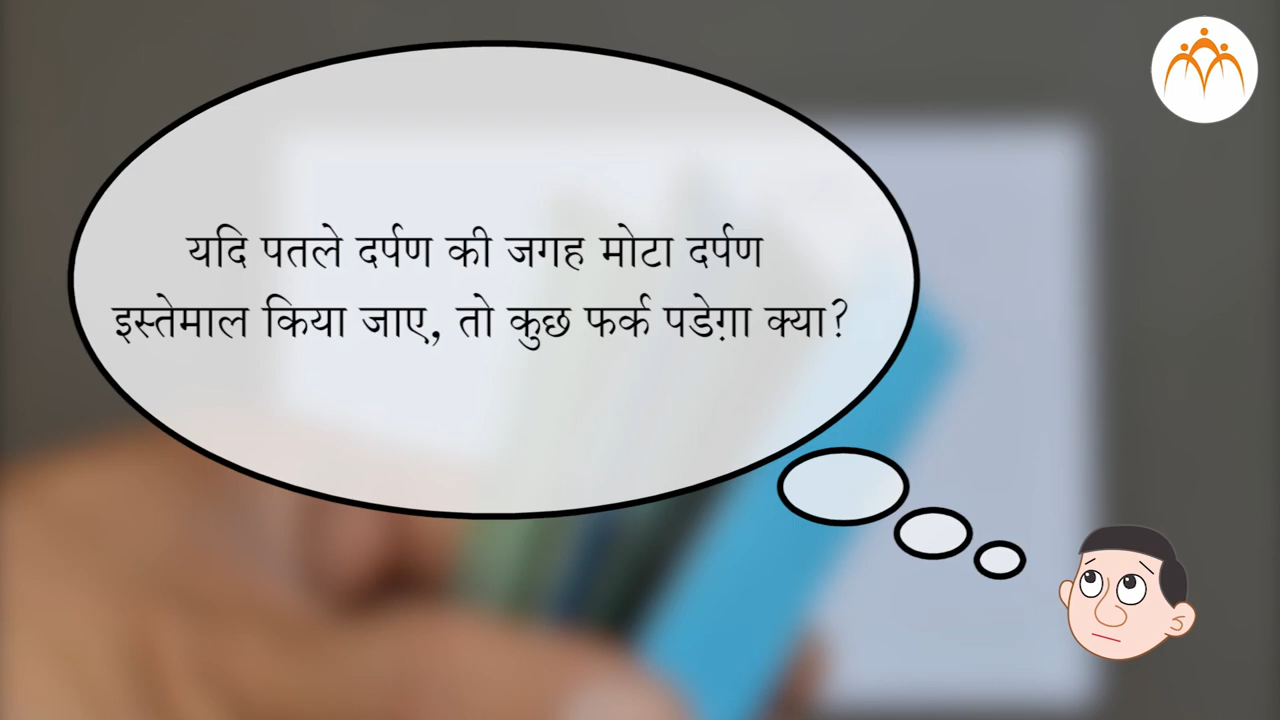 यदि पतले दर्पण की जगह मोटा दर्पण
इस्तेमाल किया जाए, तो कुछ फर्क पडेग़ा क्या?